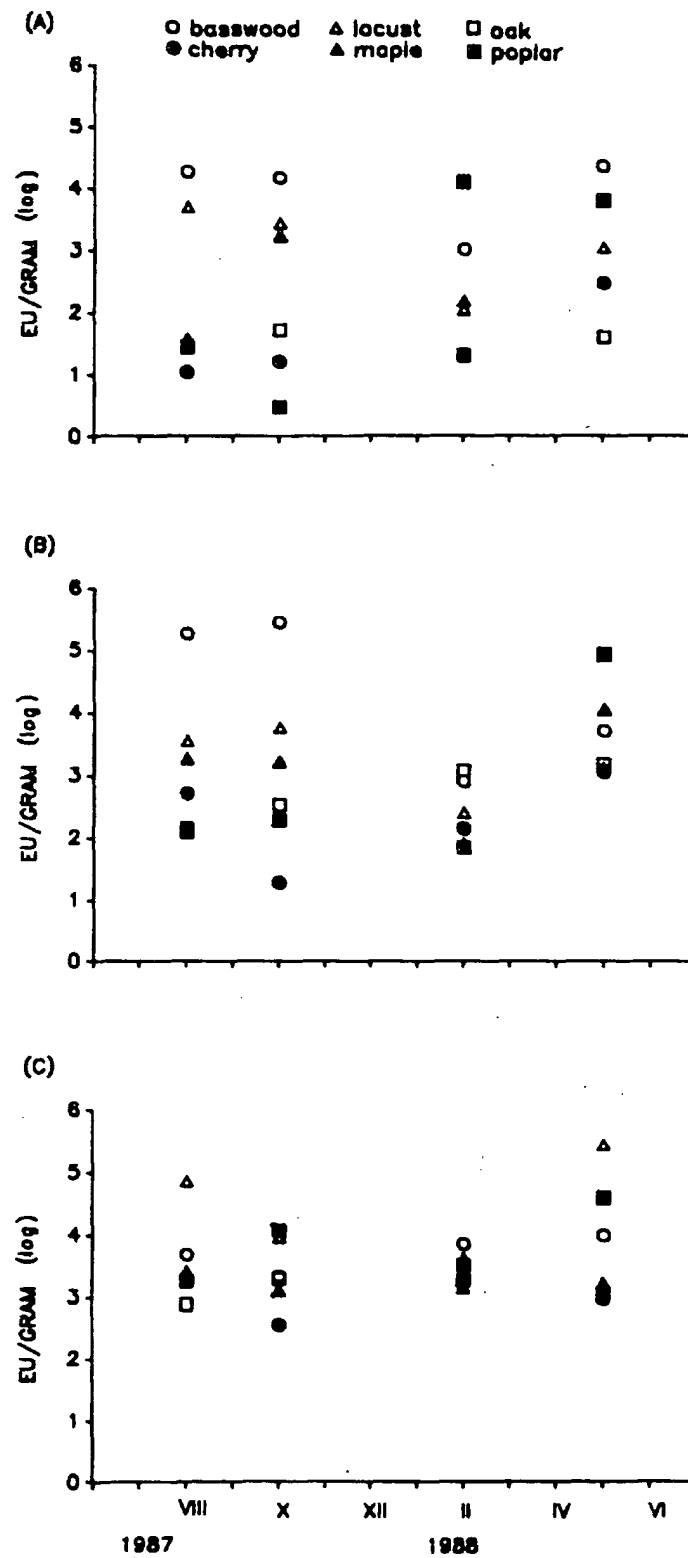 (A)
○ basswood △ locust □ oak
● cherry ▲ maple ■ poplar
6
5
4
3
2
1
0
EU/GRAM (log)
(B)
6
5
4
3
2
1
0
EU/GRAM (log)
(C)
6
5
4
3
2
1
0
EU/GRAM (log)
VIII X XII II IV VI
1987 1988